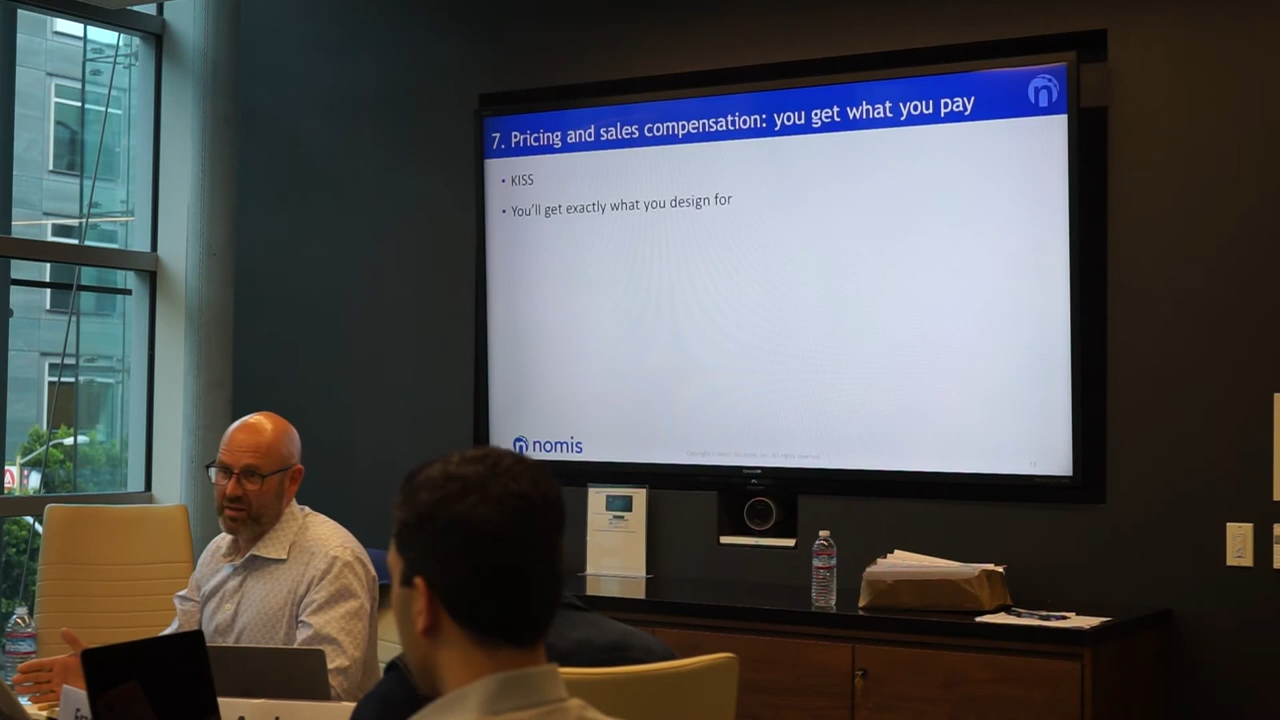 7. Pricing and sales compensation: you get what you pay
n
• KISS
• You'll get exactly what you design for
nomis